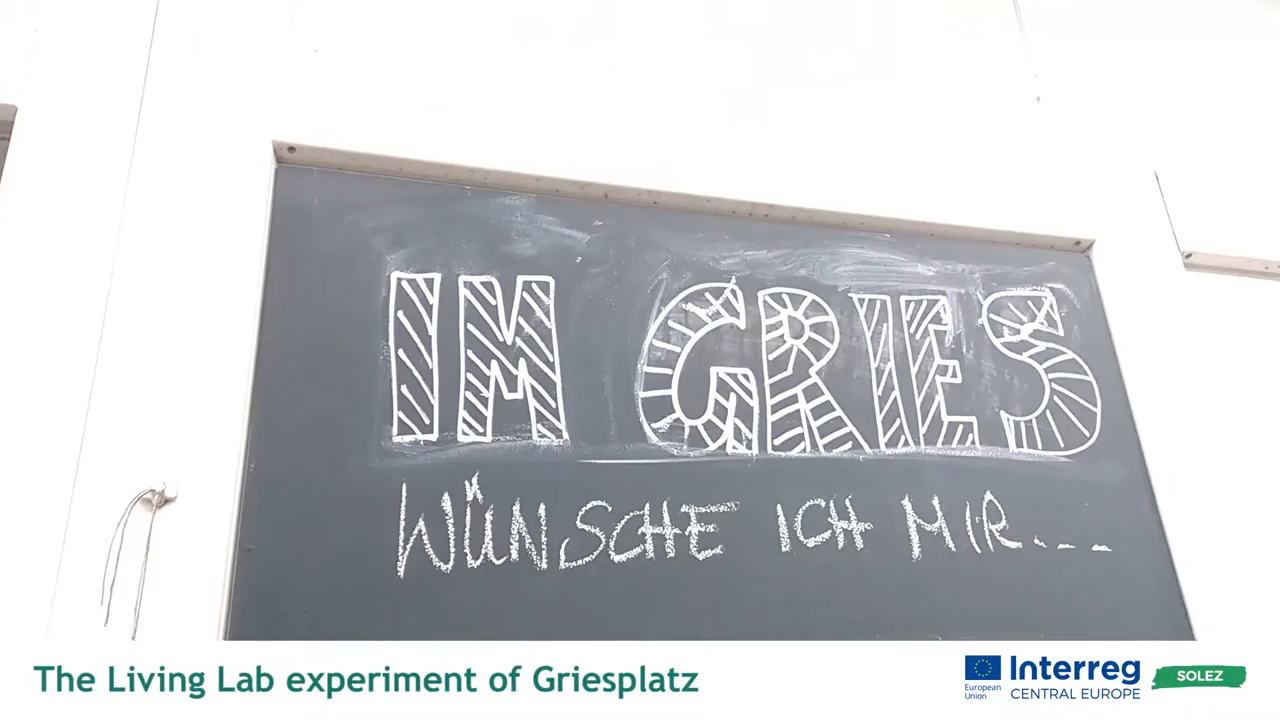 IM GRIES
WÜNSCHE ICH MIR...
The Living Lab experiment of Griesplatz
European
Union
Interreg
CENTRAL EUROPE
SOLEZ